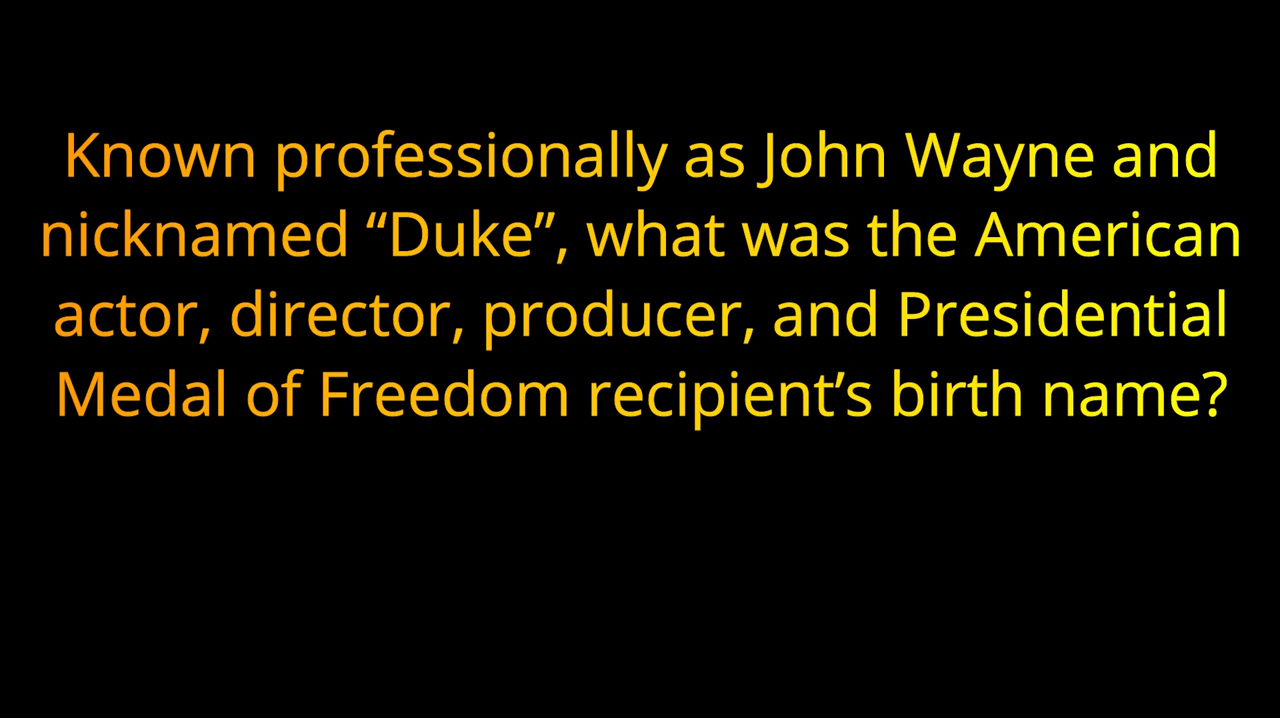 Known professionally as John Wayne and
nicknamed “Duke”, what was the American
actor, director, producer, and Presidential
Medal of Freedom recipient’s birth name?